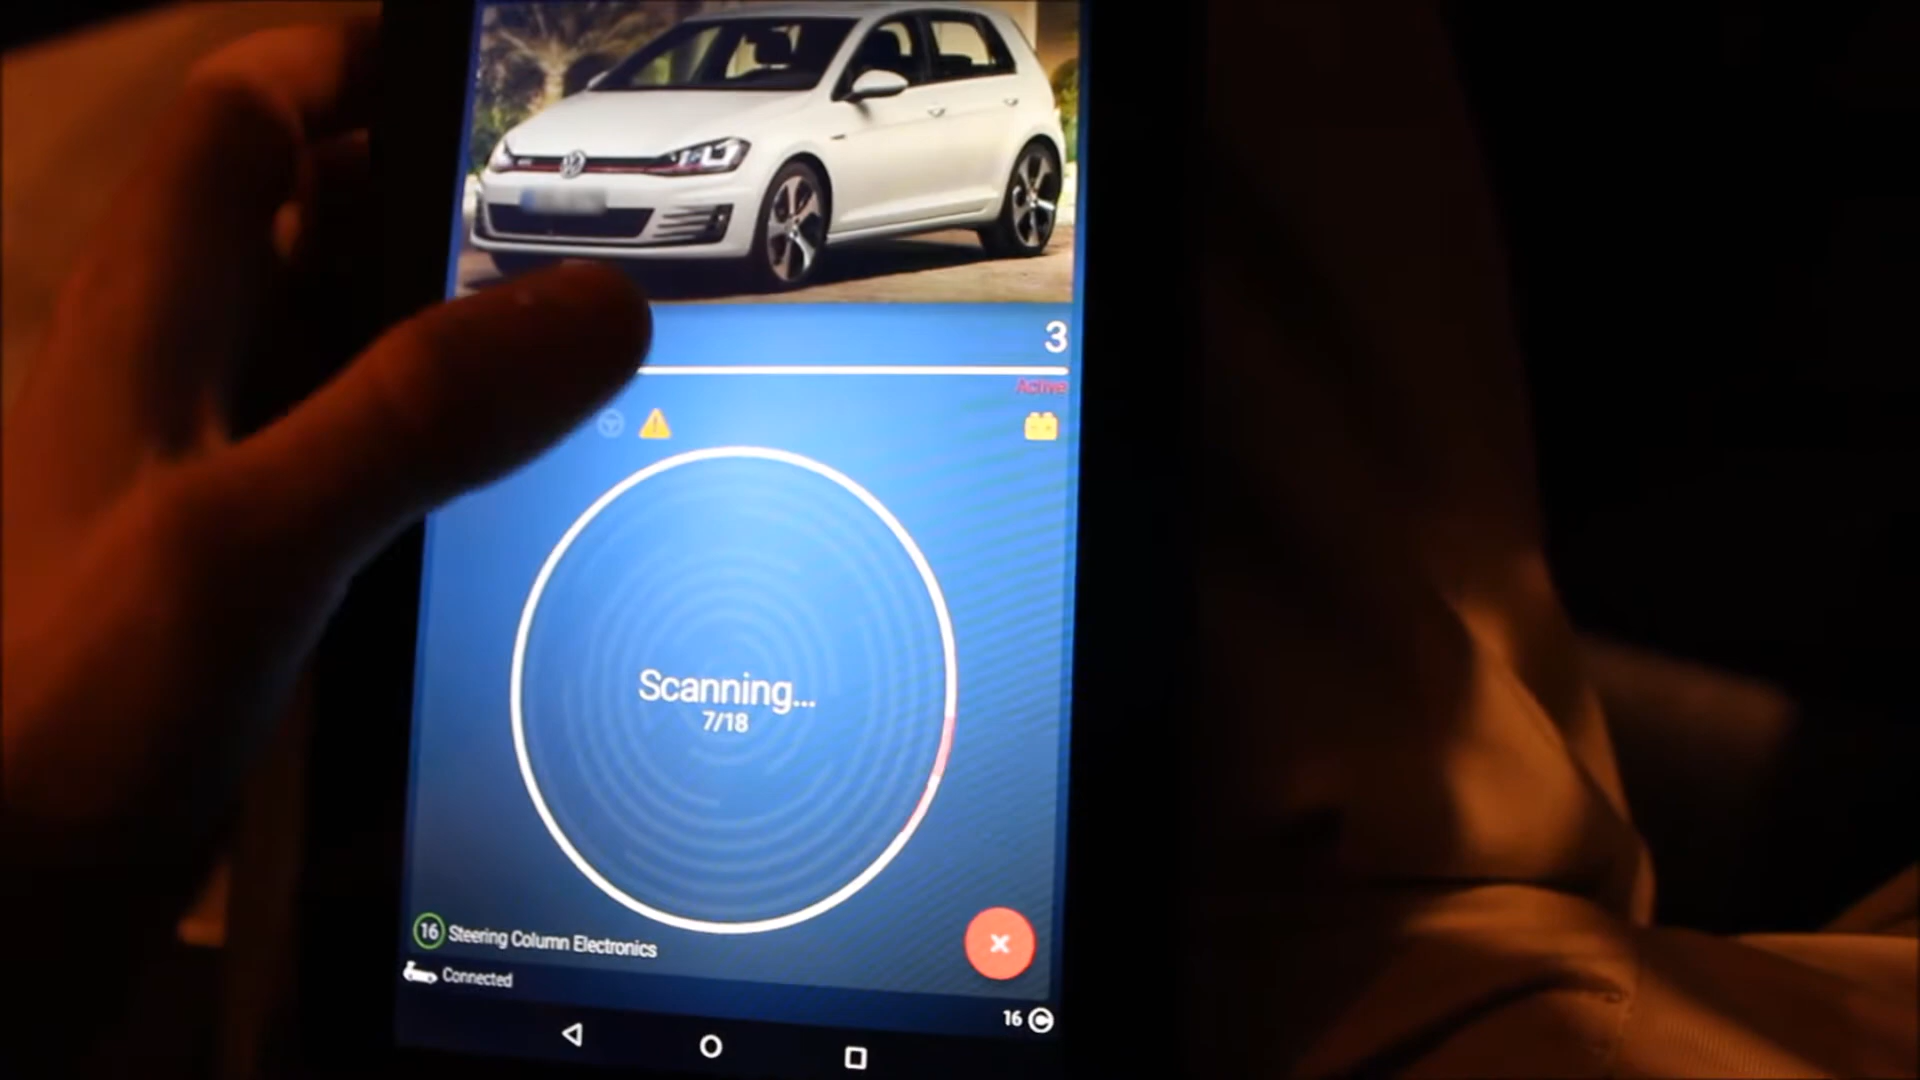 3
Active
Scanning...
7/18
16 Steering Column Electronics
Connected
16